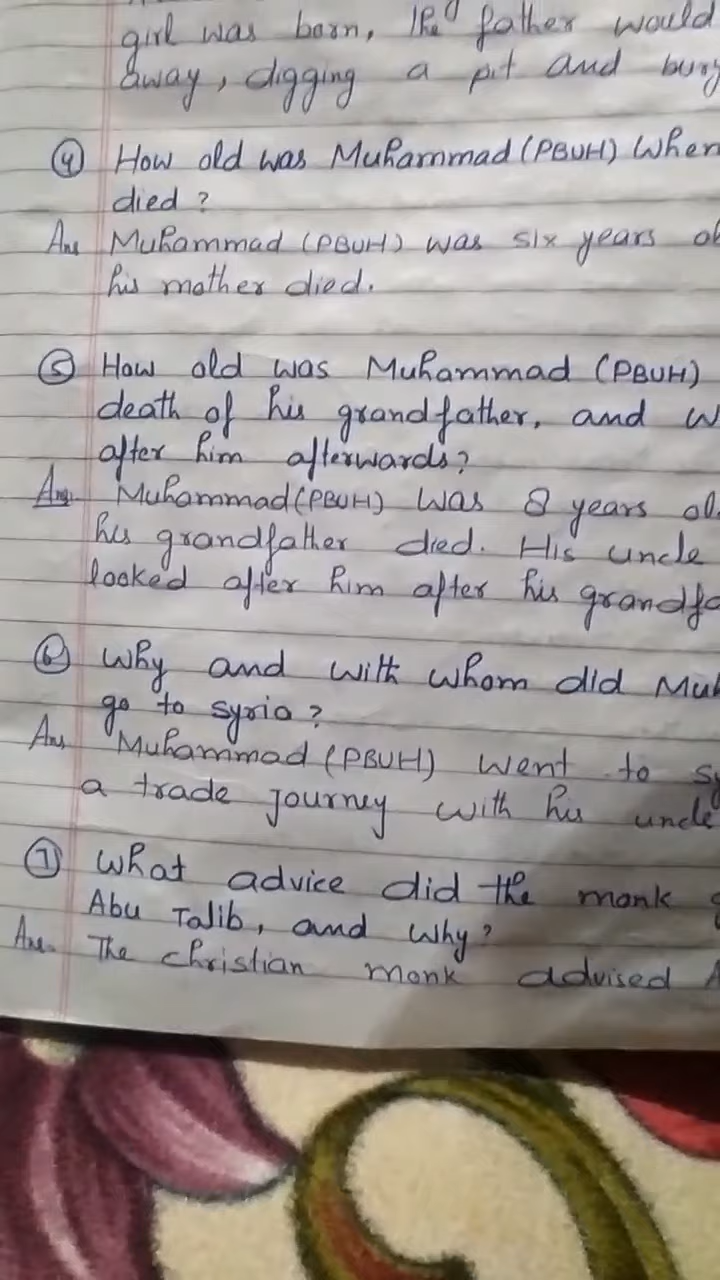 girl was born, the father would
away, digging a pit and bury
④ How old was Muhammad (PBUH) when
died ?
Ans Muhammad (PBUH) was six years
his mother died.
⑤ How old was Muhammad (PBUH)
death of his grandfather, and
after him afterwards?
Ans. Muhammad (PBUH) was 8 years
his grandfather died. His uncle
looked after him after his
⑥ Why and with whom did
go to syria ?
Ans Muhammad (PBUH) went to
a trade journey with his uncle
⑦ What advice did the monk
Abu Talib, and why?
Ans. The christian monk advised